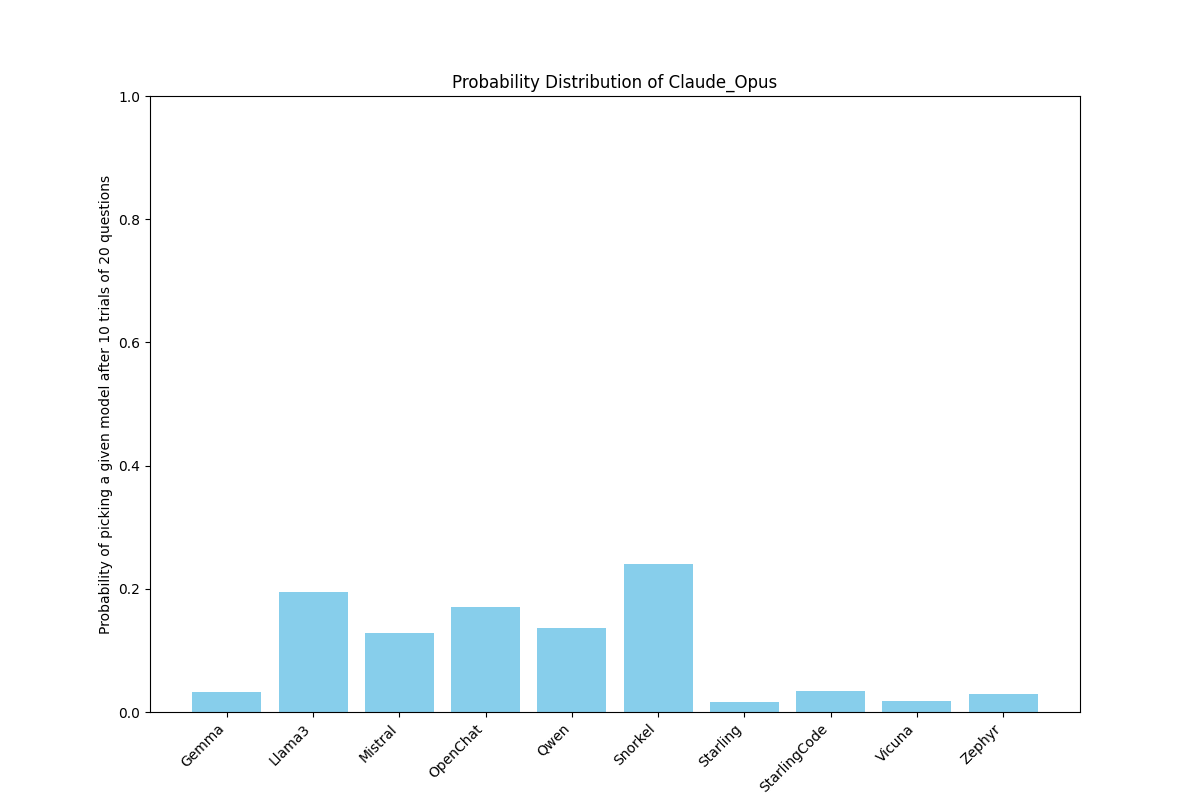 Probability Distribution of Claude_Opus
Probability of picking a given model after 10 trials of 20 questions
1.0
0.8
0.6
0.4
0.2
0.0
Gemma
Llama3
Mistral
OpenChat
Qwen
Snorkel
Starling
StarlingCode
Vicuna
Zephyr